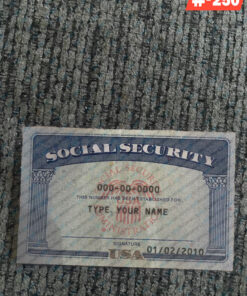 #-250
SOCIAL SECURITY
000-00-0000
THIS NUMBER HAS BEEN ESTABLISHED FOR
TYPE YOUR NAME
SIGNATURE
01/02/2010
USA